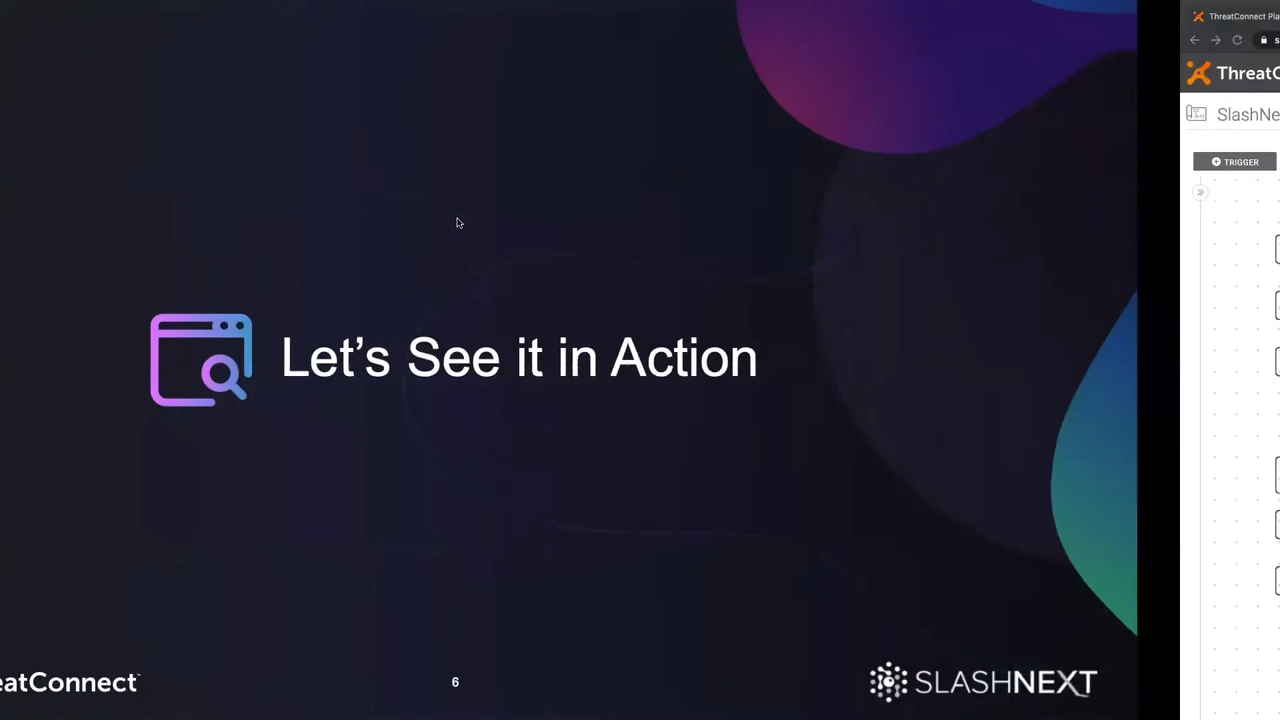 Let's See it in Action
eatConnect
6
SLASHNEXT
ThreatConnect Pla
s
ThreatC
SlashNe
TRIGGER